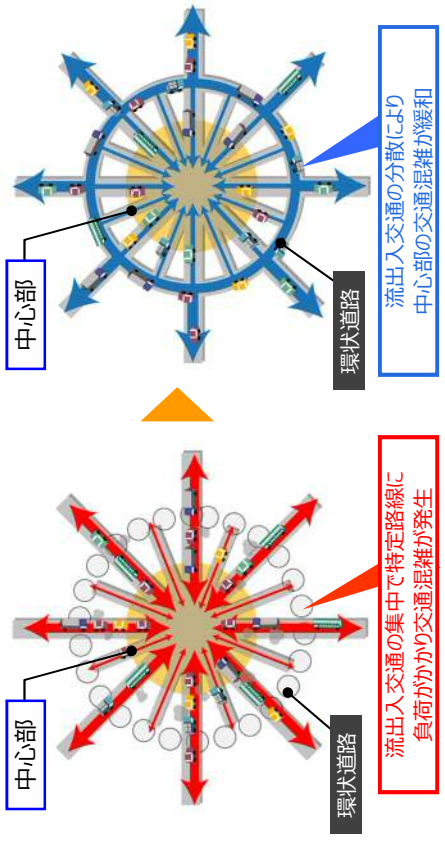 中心部
環状道路
流出入交通の集中で特定路線に
負荷がかかり交通混雑が発生
中心部
環状道路
流出入交通の分散により
中心部の交通混雑が緩和